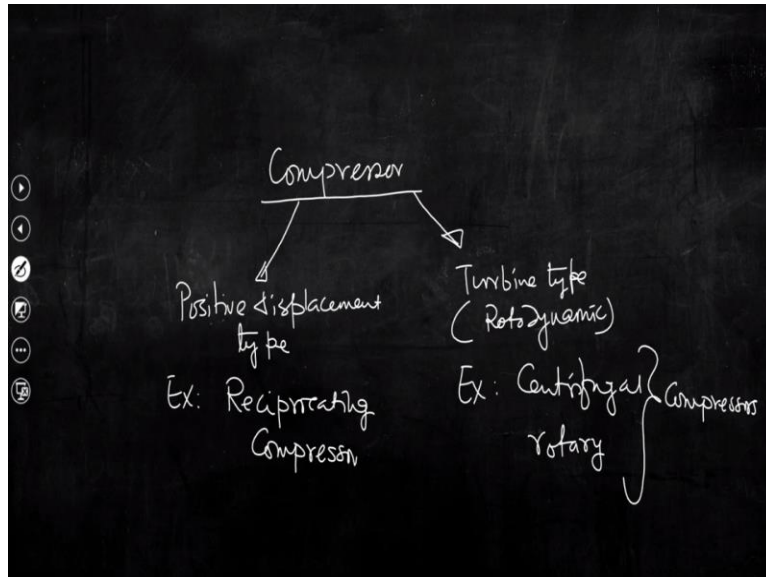 Compressor
Positive displacement
type
Ex: Reciprocating
Compressor
Turbine type
(Rotodynamic)
Ex: Centrifugal
rotary
} Compressors